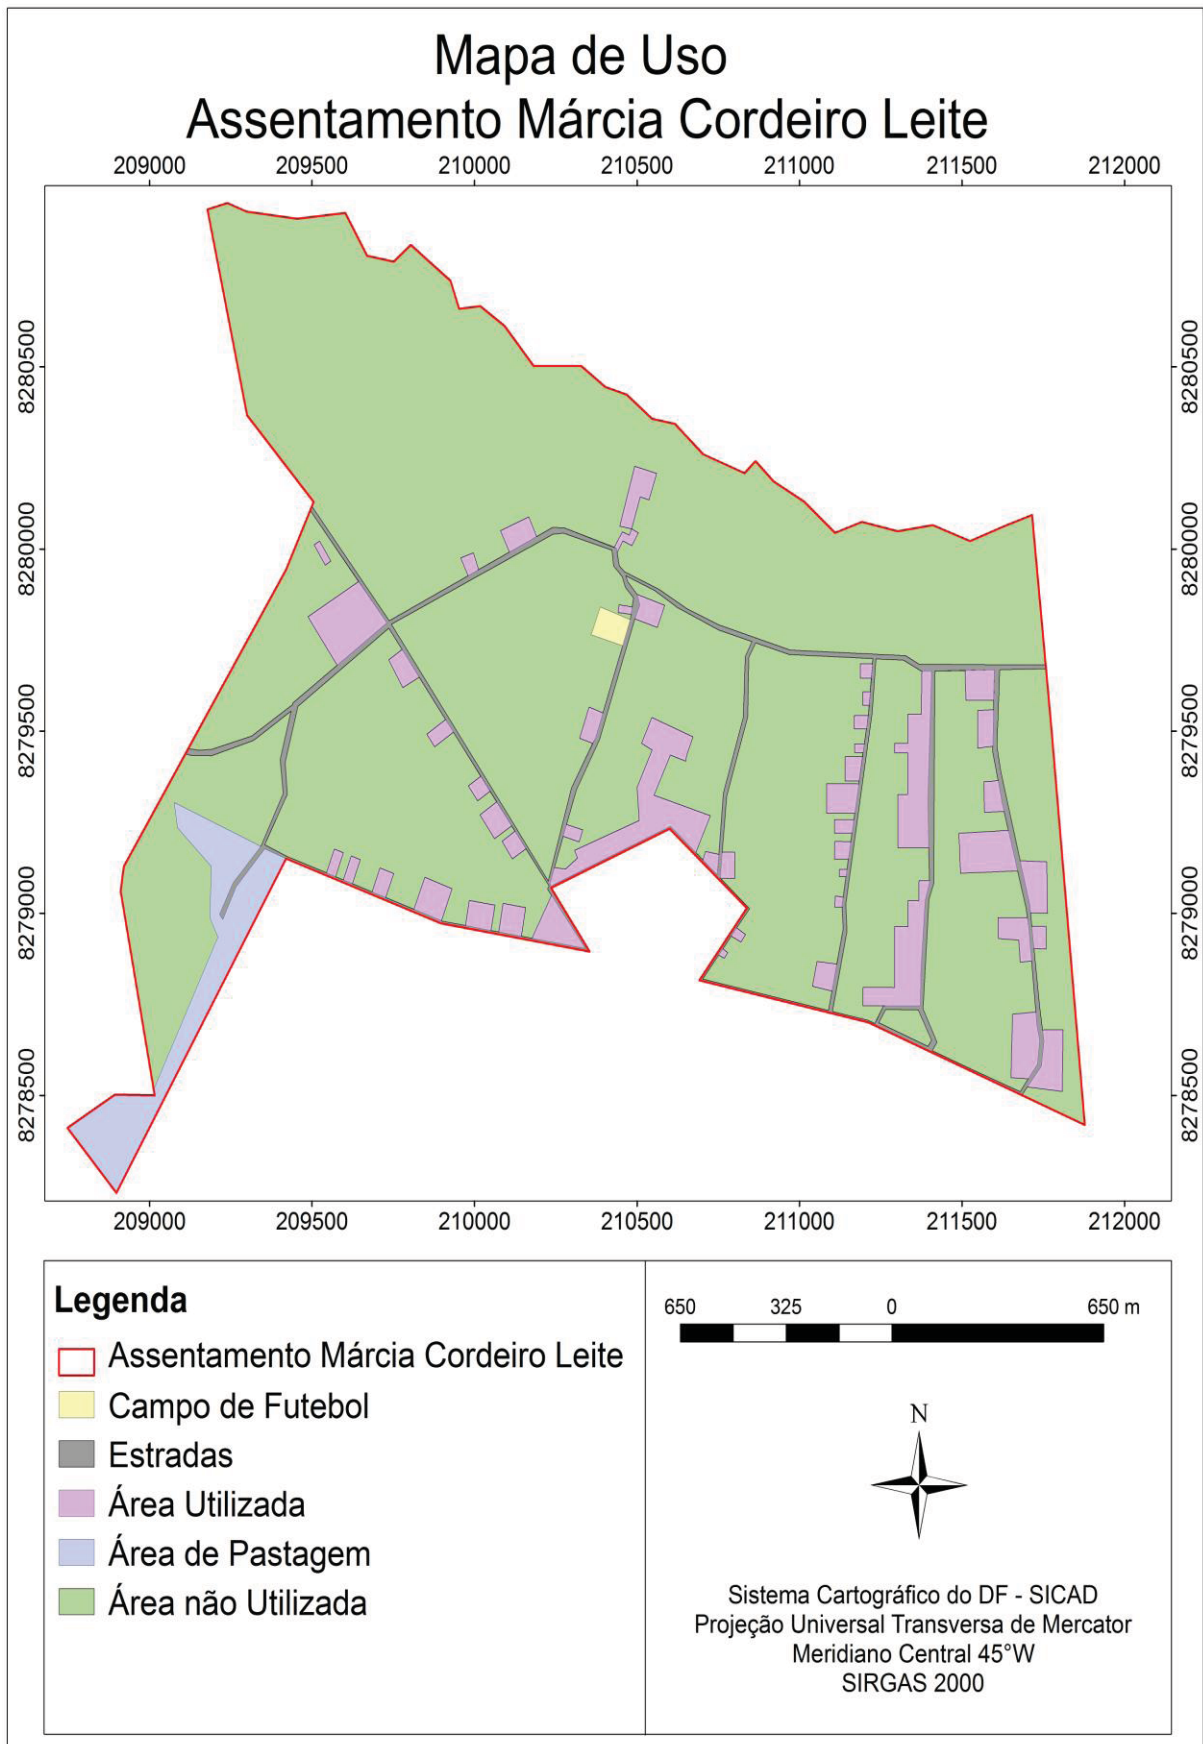 Mapa de Uso
Assentamento Márcia Cordeiro Leite
209000 209500 210000 210500 211000 211500 212000
8280500 8280500
8280000 8280000
8279500 8279500
8279000 8279000
8278500 8278500
209000 209500 210000 210500 211000 211500 212000
Legenda
Assentamento Márcia Cordeiro Leite
Campo de Futebol
Estradas
Área Utilizada
Área de Pastagem
Área não Utilizada
650 325 0 650 m
N
Sistema Cartográfico do DF - SICAD
Projeção Universal Transversa de Mercator
Meridiano Central 45°W
SIRGAS 2000